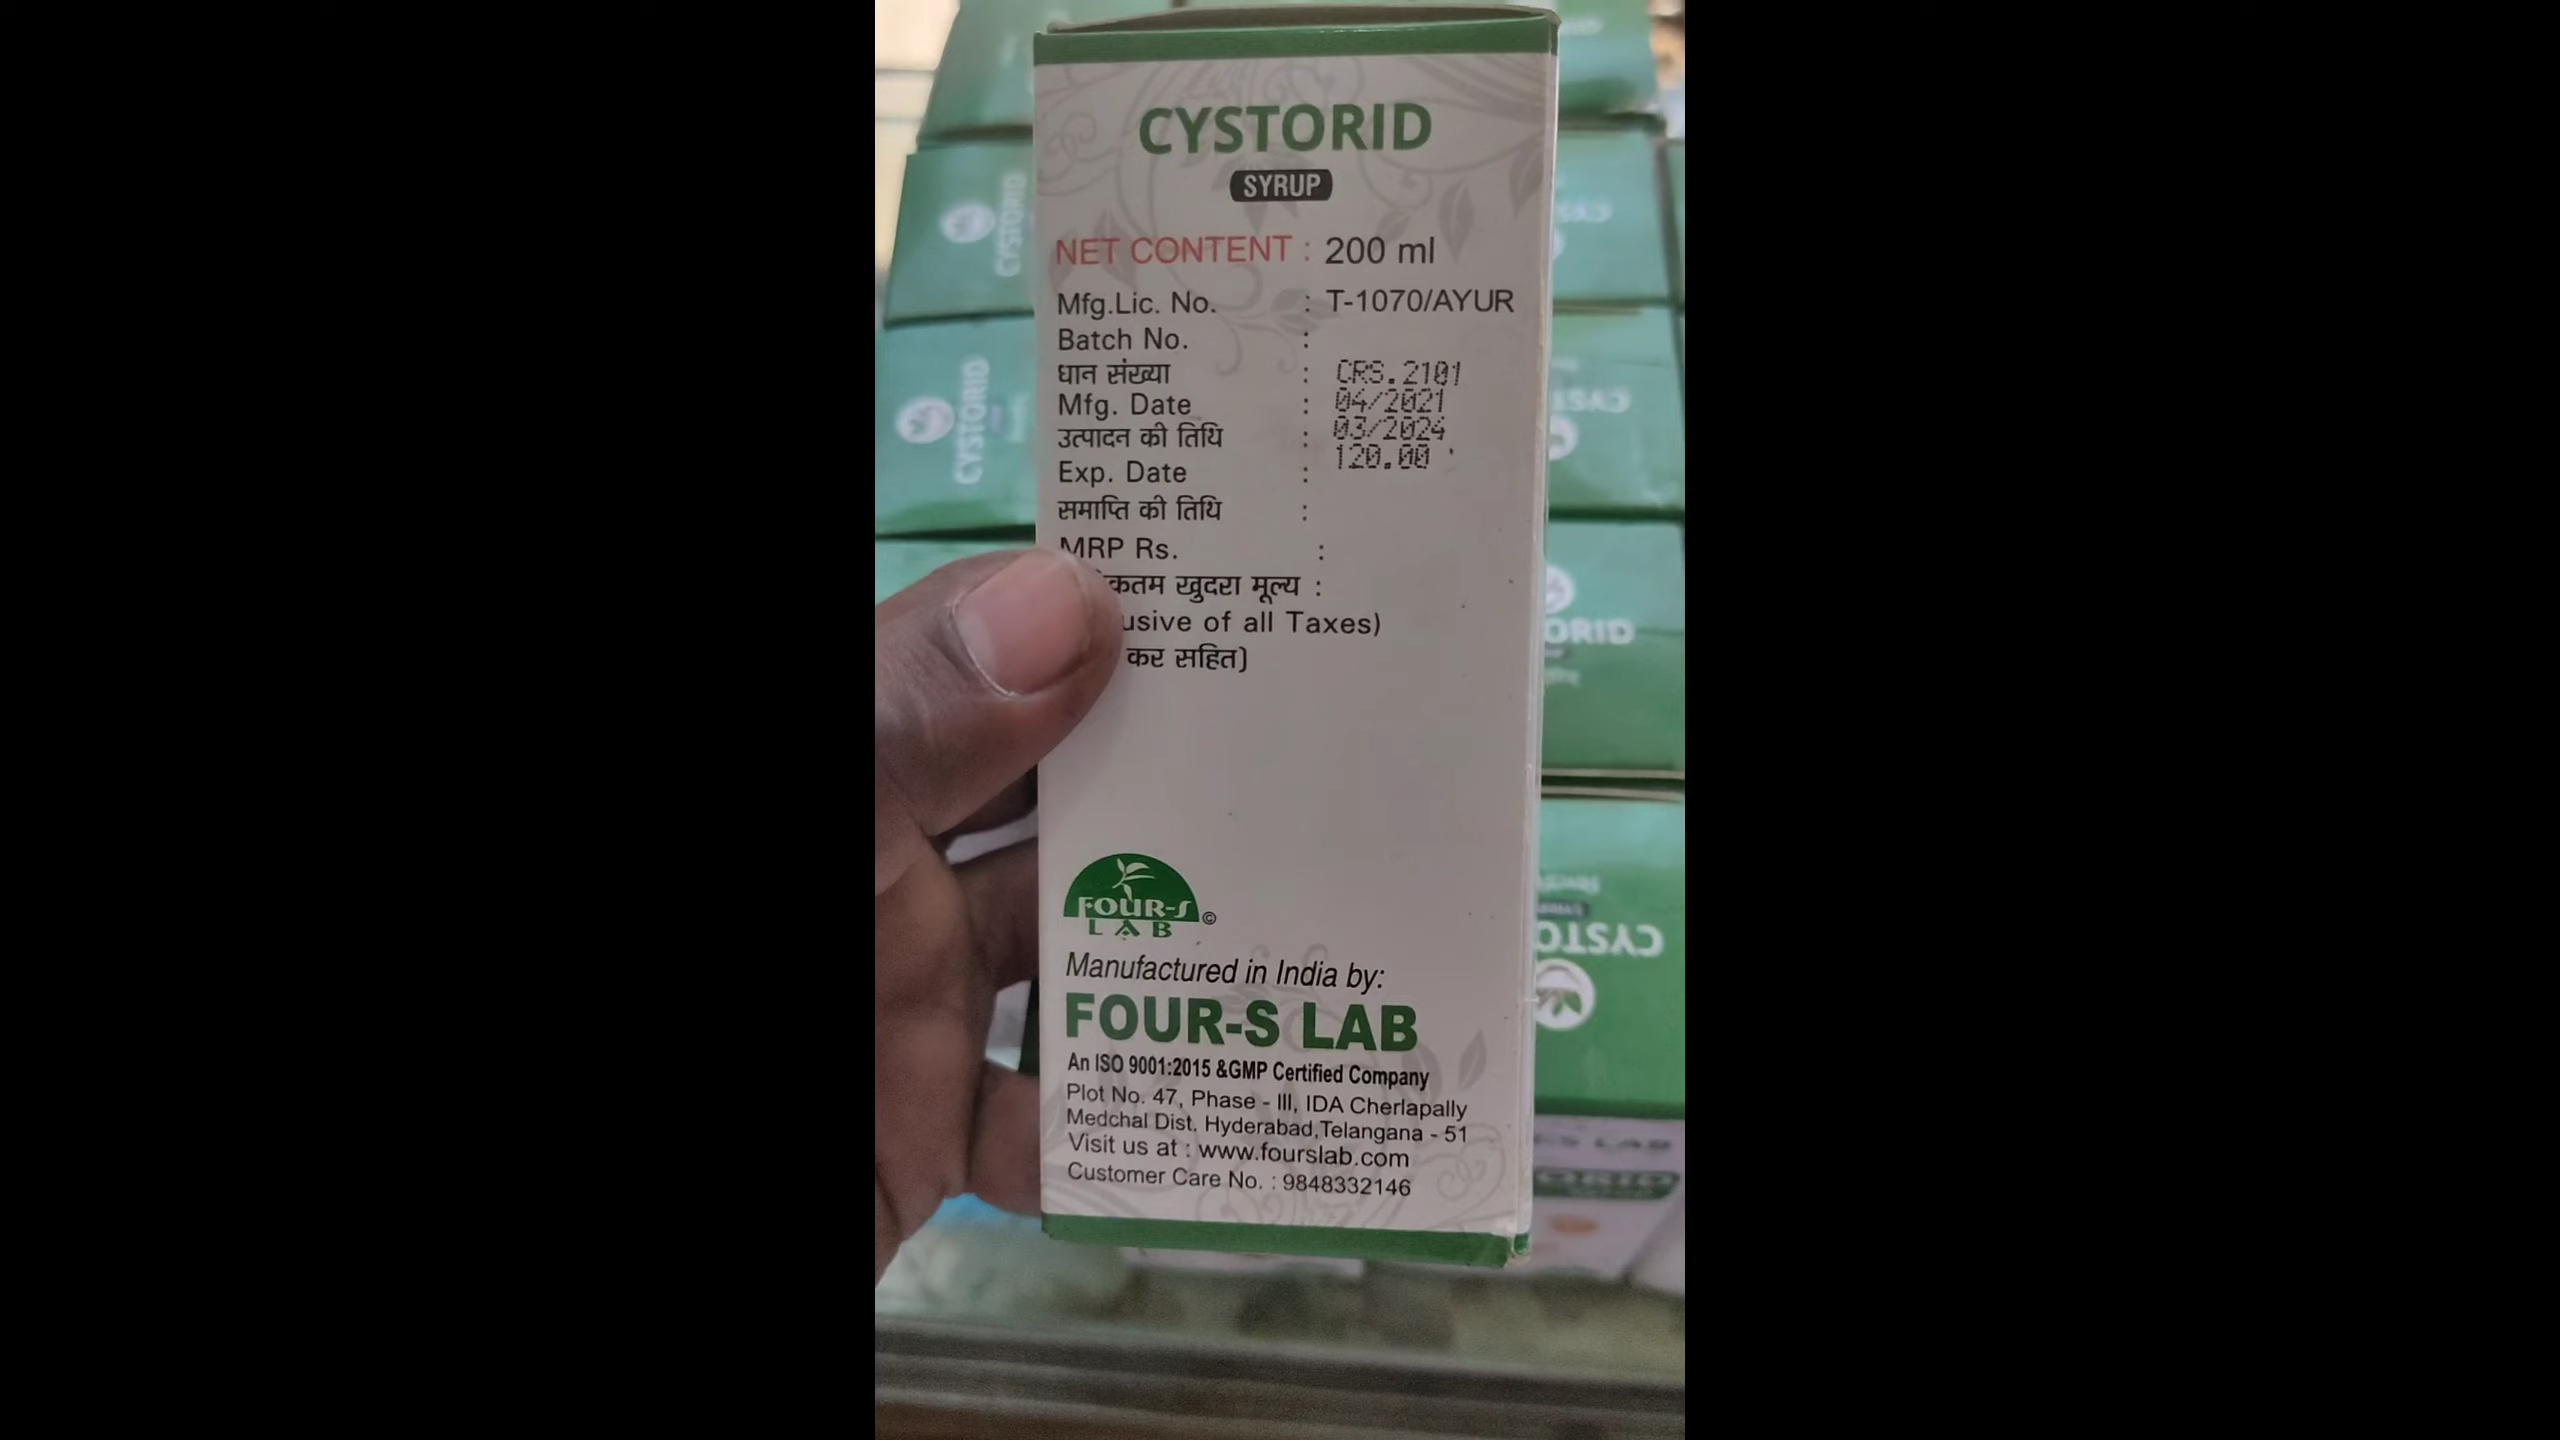 CYSTORID
SYRUP
NET CONTENT : 200 ml
Mfg.Lic. No. : T-1070/AYUR
Batch No. :
धान संख्या : CRS.2101
Mfg. Date : 04/2021
उत्पादन की तिथि : 03/2024
120.00
Exp. Date :
समाप्ति की तिथि :
MRP Rs. :
खुदरा मूल्य :
of all Taxes)
कर सहित)
FOUR-S
LAB
©
Manufactured in India by:
FOUR-S LAB
An ISO 9001:2015 &GMP Certified Company
Plot No. 47, Phase - III, IDA Cherlapally
Medchal Dist. Hyderabad,Telangana - 51
Visit us at : www.fourslab.com
Customer Care No. : 9848332146
CYSTORID
CYSTORID
CYSTORID